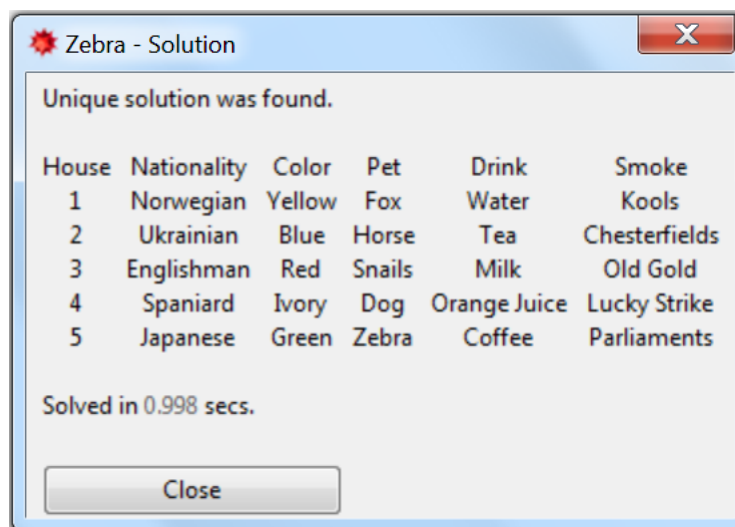 Zebra - Solution
Unique solution was found.
House Nationality Color Pet Drink Smoke
1 Norwegian Yellow Fox Water Kools
2 Ukrainian Blue Horse Tea Chesterfields
3 Englishman Red Snails Milk Old Gold
4 Spaniard Ivory Dog Orange Juice Lucky Strike
5 Japanese Green Zebra Coffee Parliaments
Solved in 0.998 secs.
Close